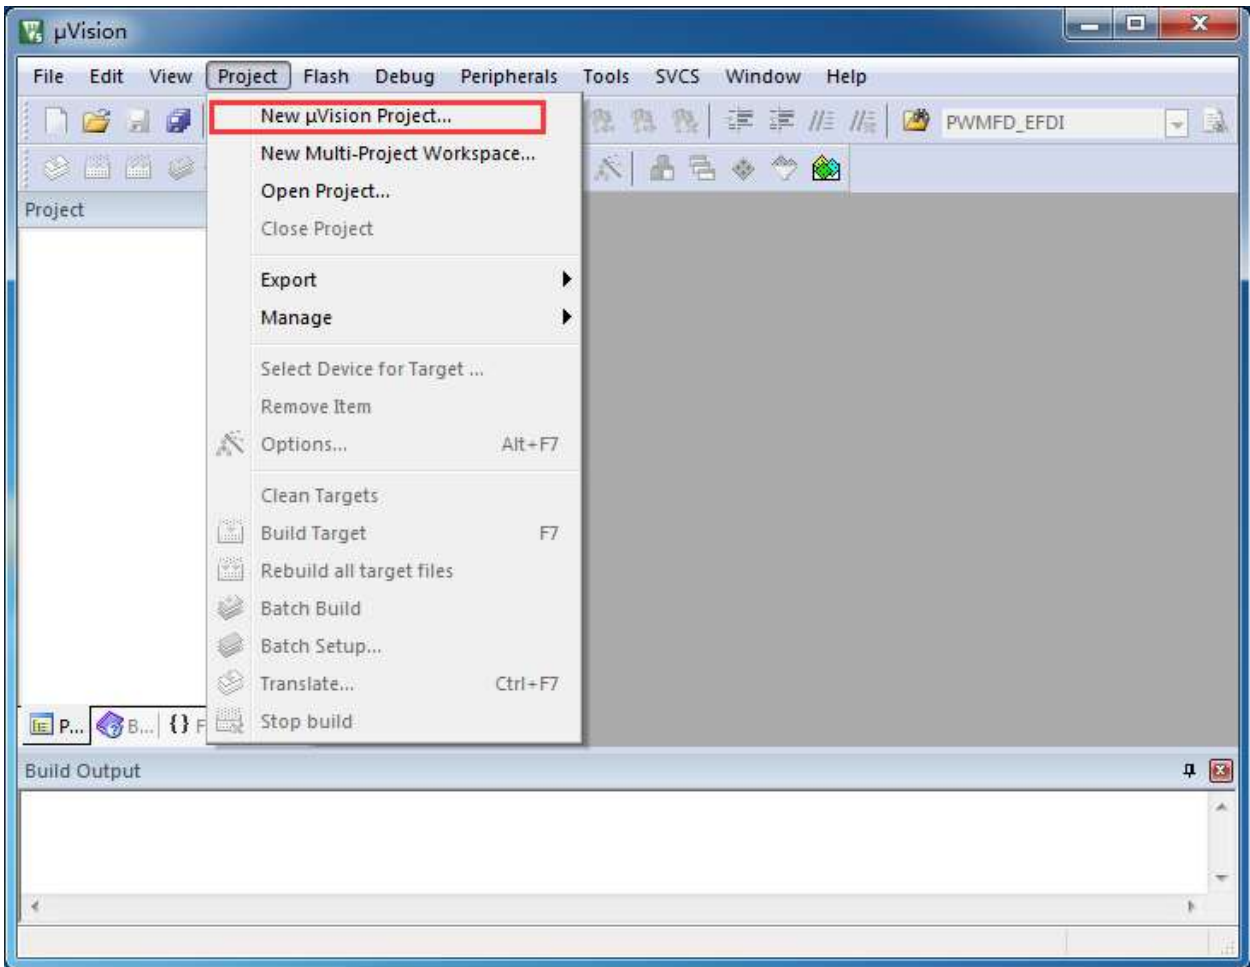 μVision
File Edit View Project Flash Debug Peripherals Tools SVCS Window Help
New μVision Project...
PWMFD_EFDI
New Multi-Project Workspace...
Project
Open Project...
Close Project
Export
Manage
Select Device for Target ...
Remove Item
Options... Alt+F7
Clean Targets
Build Target F7
Rebuild all target files
Batch Build
Batch Setup...
Translate... Ctrl+F7
Stop build
P... B... {} F
Build Output